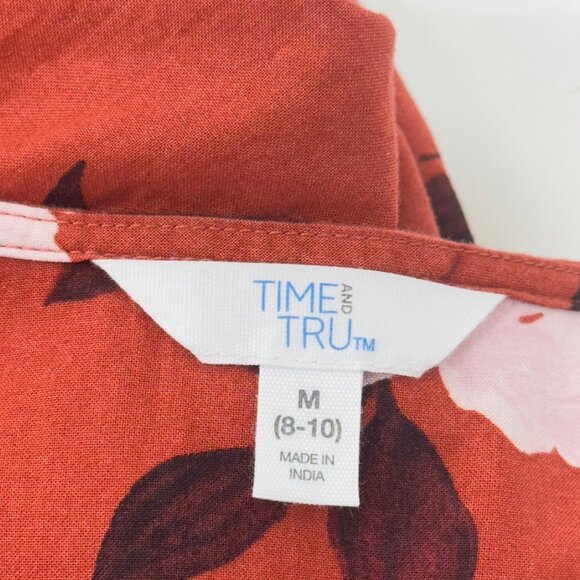 TIME AND
TRU™
M
(8-10)
MADE IN
INDIA